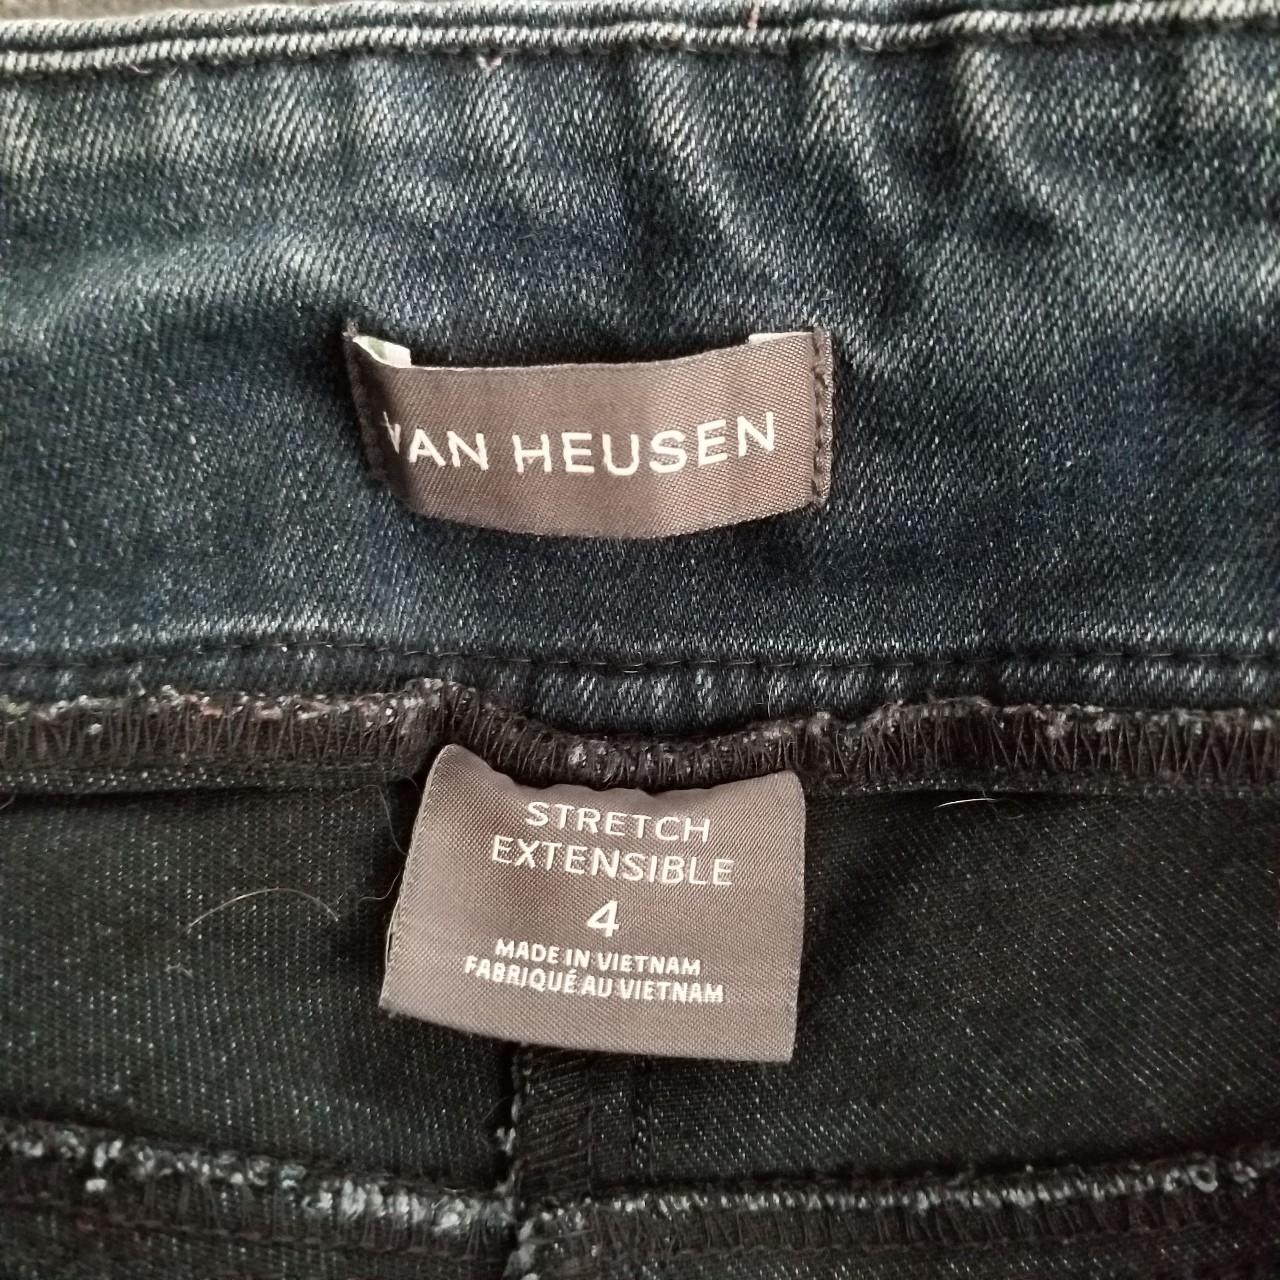 VAN HEUSEN
STRETCH
EXTENSIBLE
4
MADE IN VIETNAM
FABRIQUÉ AU VIETNAM